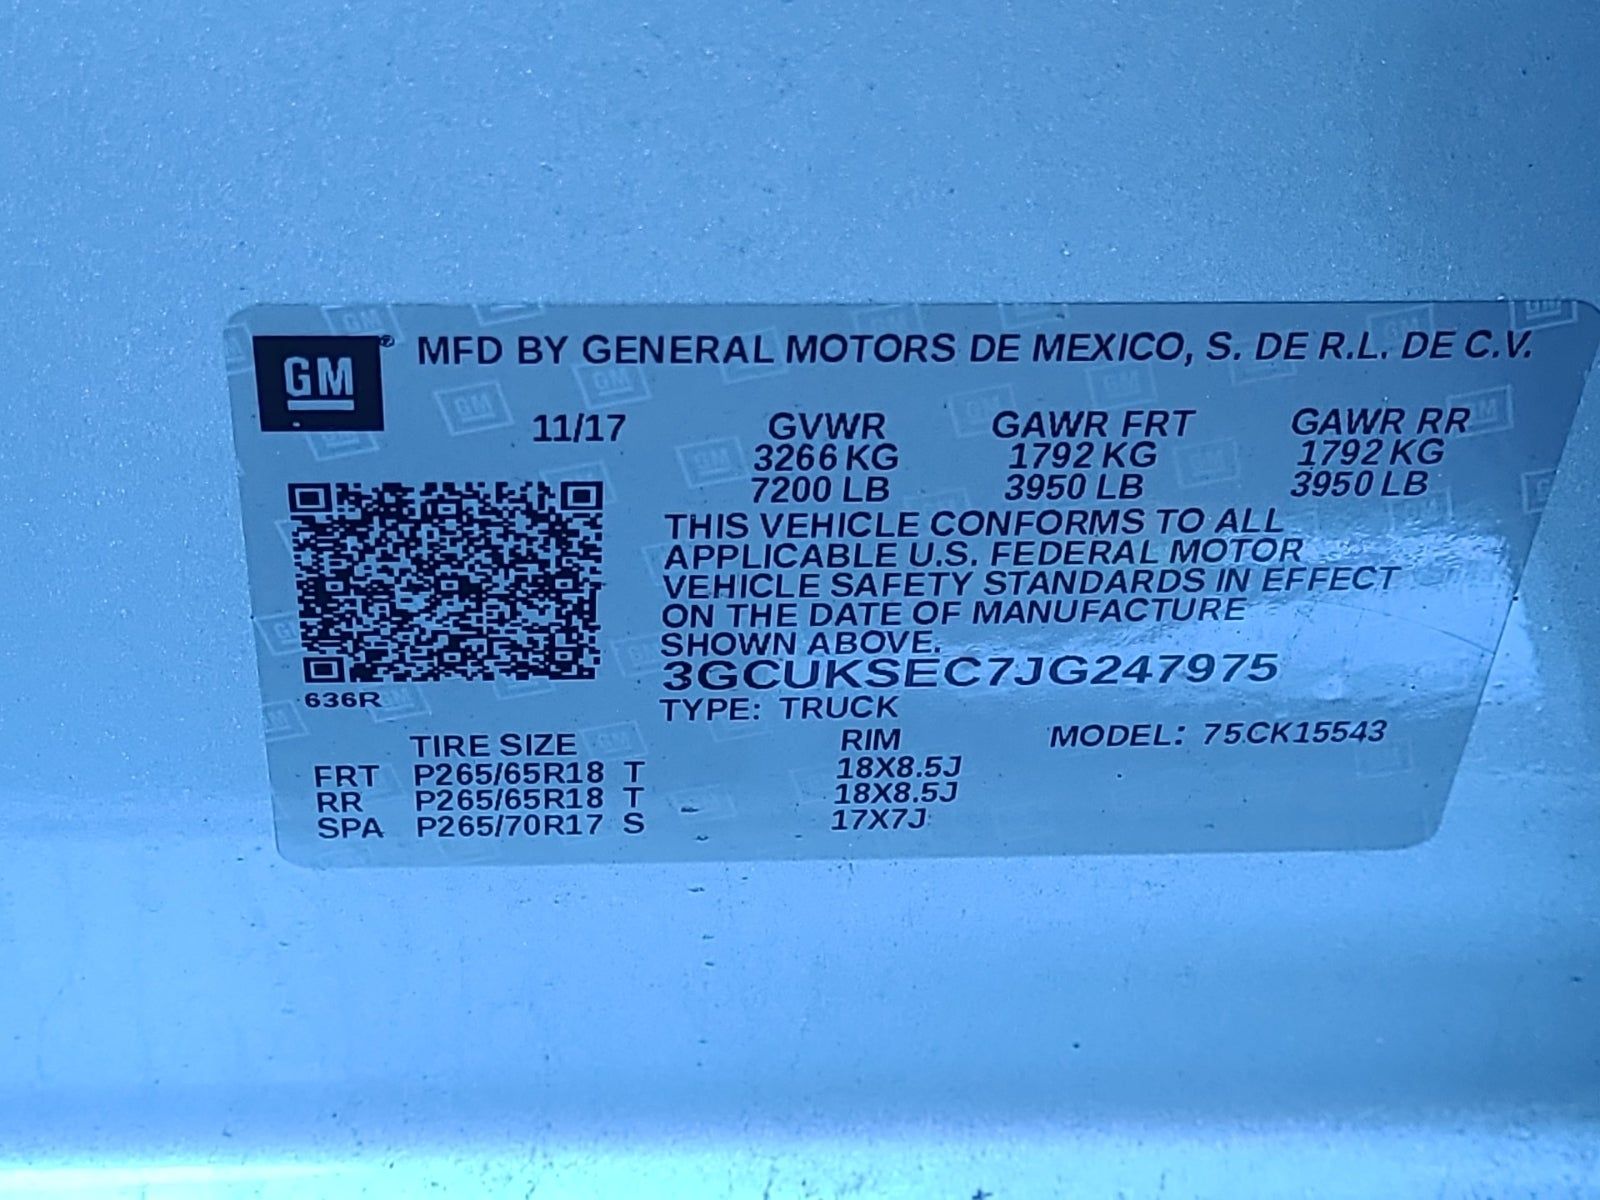 GM® MFD BY GENERAL MOTORS DE MEXICO, S. DE R.L. DE C.V.
11/17 GVWR GAWR FRT GAWR RR
3266 KG 1792 KG 1792 KG
7200 LB 3950 LB 3950 LB
THIS VEHICLE CONFORMS TO ALL
APPLICABLE U.S. FEDERAL MOTOR
VEHICLE SAFETY STANDARDS IN EFFECT
ON THE DATE OF MANUFACTURE
SHOWN ABOVE.
3GCUKSEC7JG247975
636R
TYPE: TRUCK
TIRE SIZE RIM MODEL: 75CK15543
FRT P265/65R18 T 18X8.5J
RR P265/65R18 T 18X8.5J
SPA P265/70R17 S 17X7J